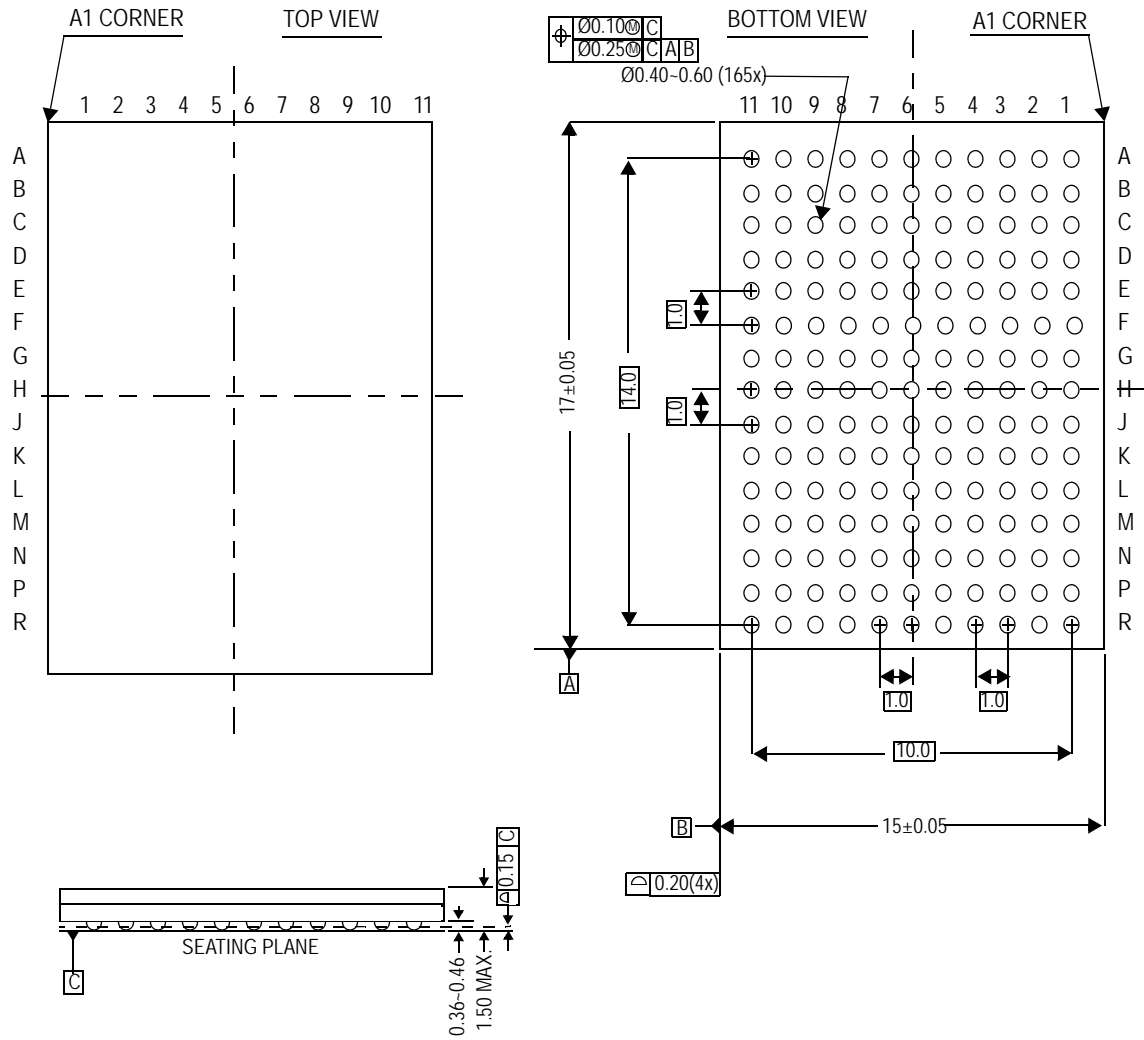 A1 CORNER
TOP VIEW
1 2 3 4 5 6 7 8 9 10 11
A
B
C
D
E
F
G
H
J
K
L
M
N
P
R
Ø0.10Ⓜ C
Ø0.25Ⓜ C A B
BOTTOM VIEW
A1 CORNER
Ø0.40~0.60 (165x)
11 10 9 8 7 6 5 4 3 2 1
A
B
C
D
E
F
G
H
J
K
L
M
N
P
R
1.0
17±0.05
14.0
1.0
A
1.0
1.0
10.0
B
15±0.05
0.20(4x)
0.15 C
SEATING PLANE
C
0.36~0.46
1.50 MAX.